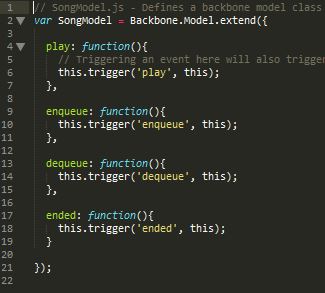 1 // SongModel.js - Defines a backbone model class
2 var SongModel = Backbone.Model.extend({
3
4 play: function(){
5 // Triggering an event here will also trigger
6 this.trigger('play', this);
7 },
8
9 enqueue: function(){
10 this.trigger('enqueue', this);
11 },
12
13 dequeue: function(){
14 this.trigger('dequeue', this);
15 },
16
17 ended: function(){
18 this.trigger('ended', this);
19 }
20
21 });
22